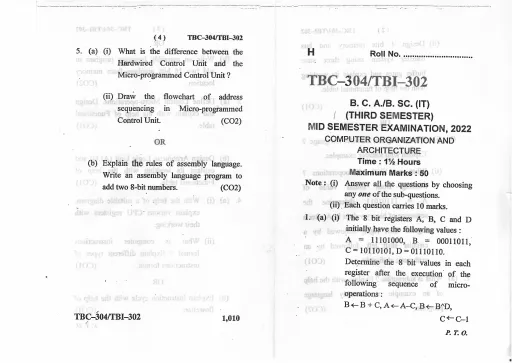 ( 4 ) TBC–304/TBI–302
5. (a) (i) What is the difference between the
Hardwired Control Unit and the
Micro-programmed Control Unit ?
(ii) Draw the flowchart of address
sequencing in Micro-programmed
Control Unit. (CO2)
OR
(b) Explain the rules of assembly language.
Write an assembly language program to
add two 8-bit numbers. (CO2)
TBC–304/TBI–302 1,010
H Roll No. ..............................
TBC–304/TBI–302
B. C. A./B. SC. (IT)
(THIRD SEMESTER)
MID SEMESTER EXAMINATION, 2022
COMPUTER ORGANIZATION AND
ARCHITECTURE
Time : 1½ Hours
Maximum Marks : 50
Note : (i) Answer all the questions by choosing
any one of the sub-questions.
(ii) Each question carries 10 marks.
1. (a) (i) The 8 bit registers A, B, C and D
initially have the following values :
A = 11101000, B = 00011011,
C = 10110101, D = 01110110.
Determine the 8 bit values in each
register after the execution of the
following sequence of micro-
operations :
B ← B + C, A ← A–C, B ← B^D,
C ← C–1
P. T. O.